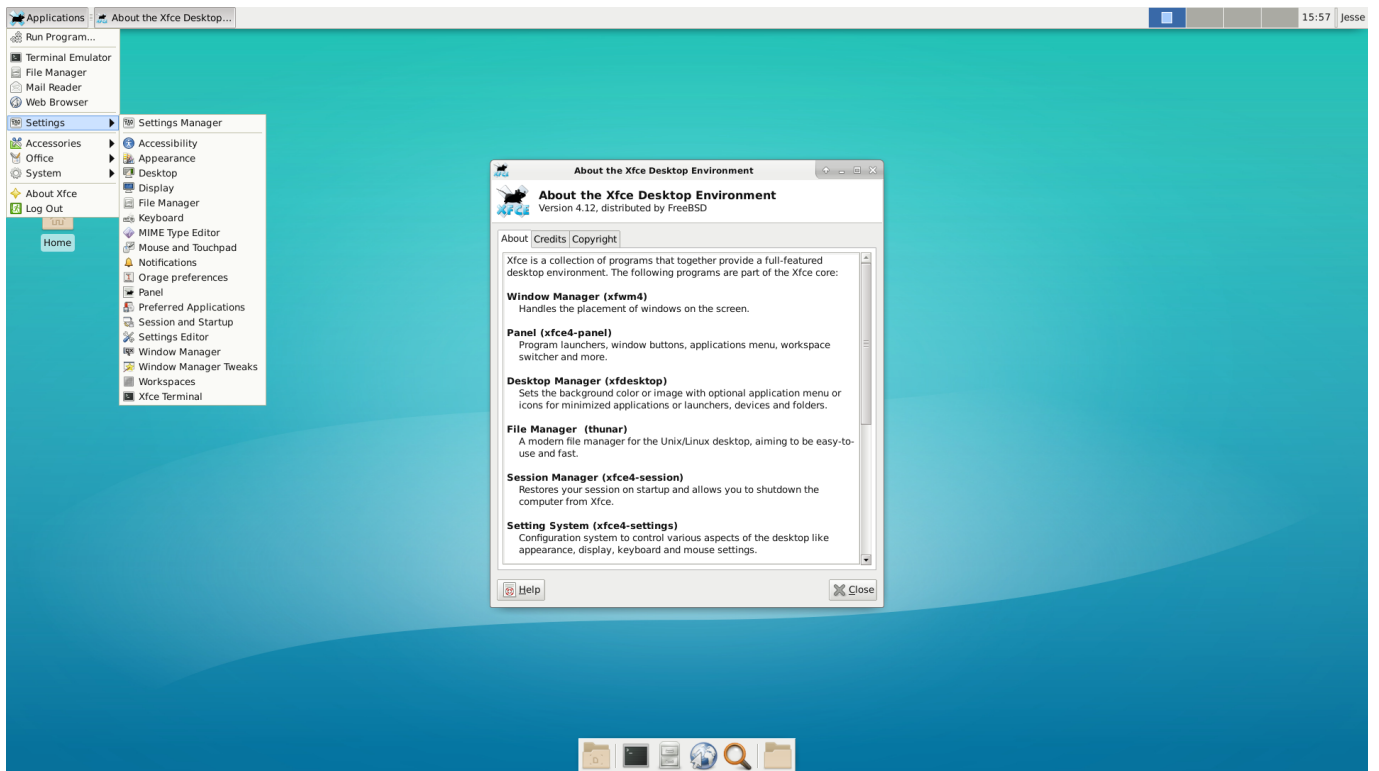 Applications
About the Xfce Desktop...
15:57
Jesse
Run Program...
Terminal Emulator
File Manager
Mail Reader
Web Browser
Settings
Accessories
Office
System
About Xfce
Log Out
Home
Settings Manager
Accessibility
Appearance
Desktop
Display
File Manager
Keyboard
MIME Type Editor
Mouse and Touchpad
Notifications
Orage preferences
Panel
Preferred Applications
Session and Startup
Settings Editor
Window Manager
Window Manager Tweaks
Workspaces
Xfce Terminal
About the Xfce Desktop Environment
XFCE
About the Xfce Desktop Environment
Version 4.12, distributed by FreeBSD
About Credits Copyright
Xfce is a collection of programs that together provide a full-featured
desktop environment. The following programs are part of the Xfce core:
Window Manager (xfwm4)
Handles the placement of windows on the screen.
Panel (xfce4-panel)
Program launchers, window buttons, applications menu, workspace
switcher and more.
Desktop Manager (xfdesktop)
Sets the background color or image with optional application menu or
icons for minimized applications or launchers, devices and folders.
File Manager (thunar)
A modern file manager for the Unix/Linux desktop, aiming to be easy-to-
use and fast.
Session Manager (xfce4-session)
Restores your session on startup and allows you to shutdown the
computer from Xfce.
Setting System (xfce4-settings)
Configuration system to control various aspects of the desktop like
appearance, display, keyboard and mouse settings.
Help
Close